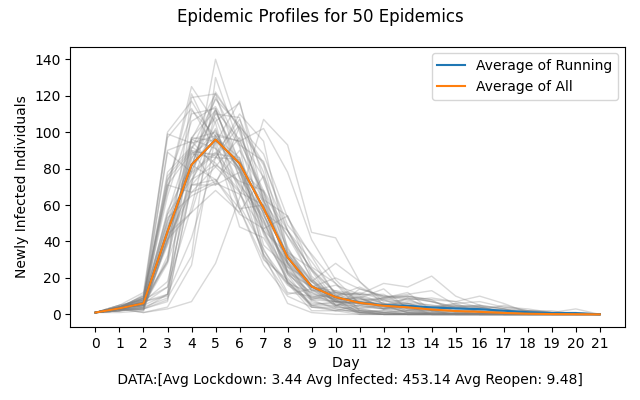 Epidemic Profiles for 50 Epidemics
Newly Infected Individuals
140
120
100
80
60
40
20
0
Average of Running
Average of All
0 1 2 3 4 5 6 7 8 9 10 11 12 13 14 15 16 17 18 19 20 21
Day
DATA:[Avg Lockdown: 3.44 Avg Infected: 453.14 Avg Reopen: 9.48]